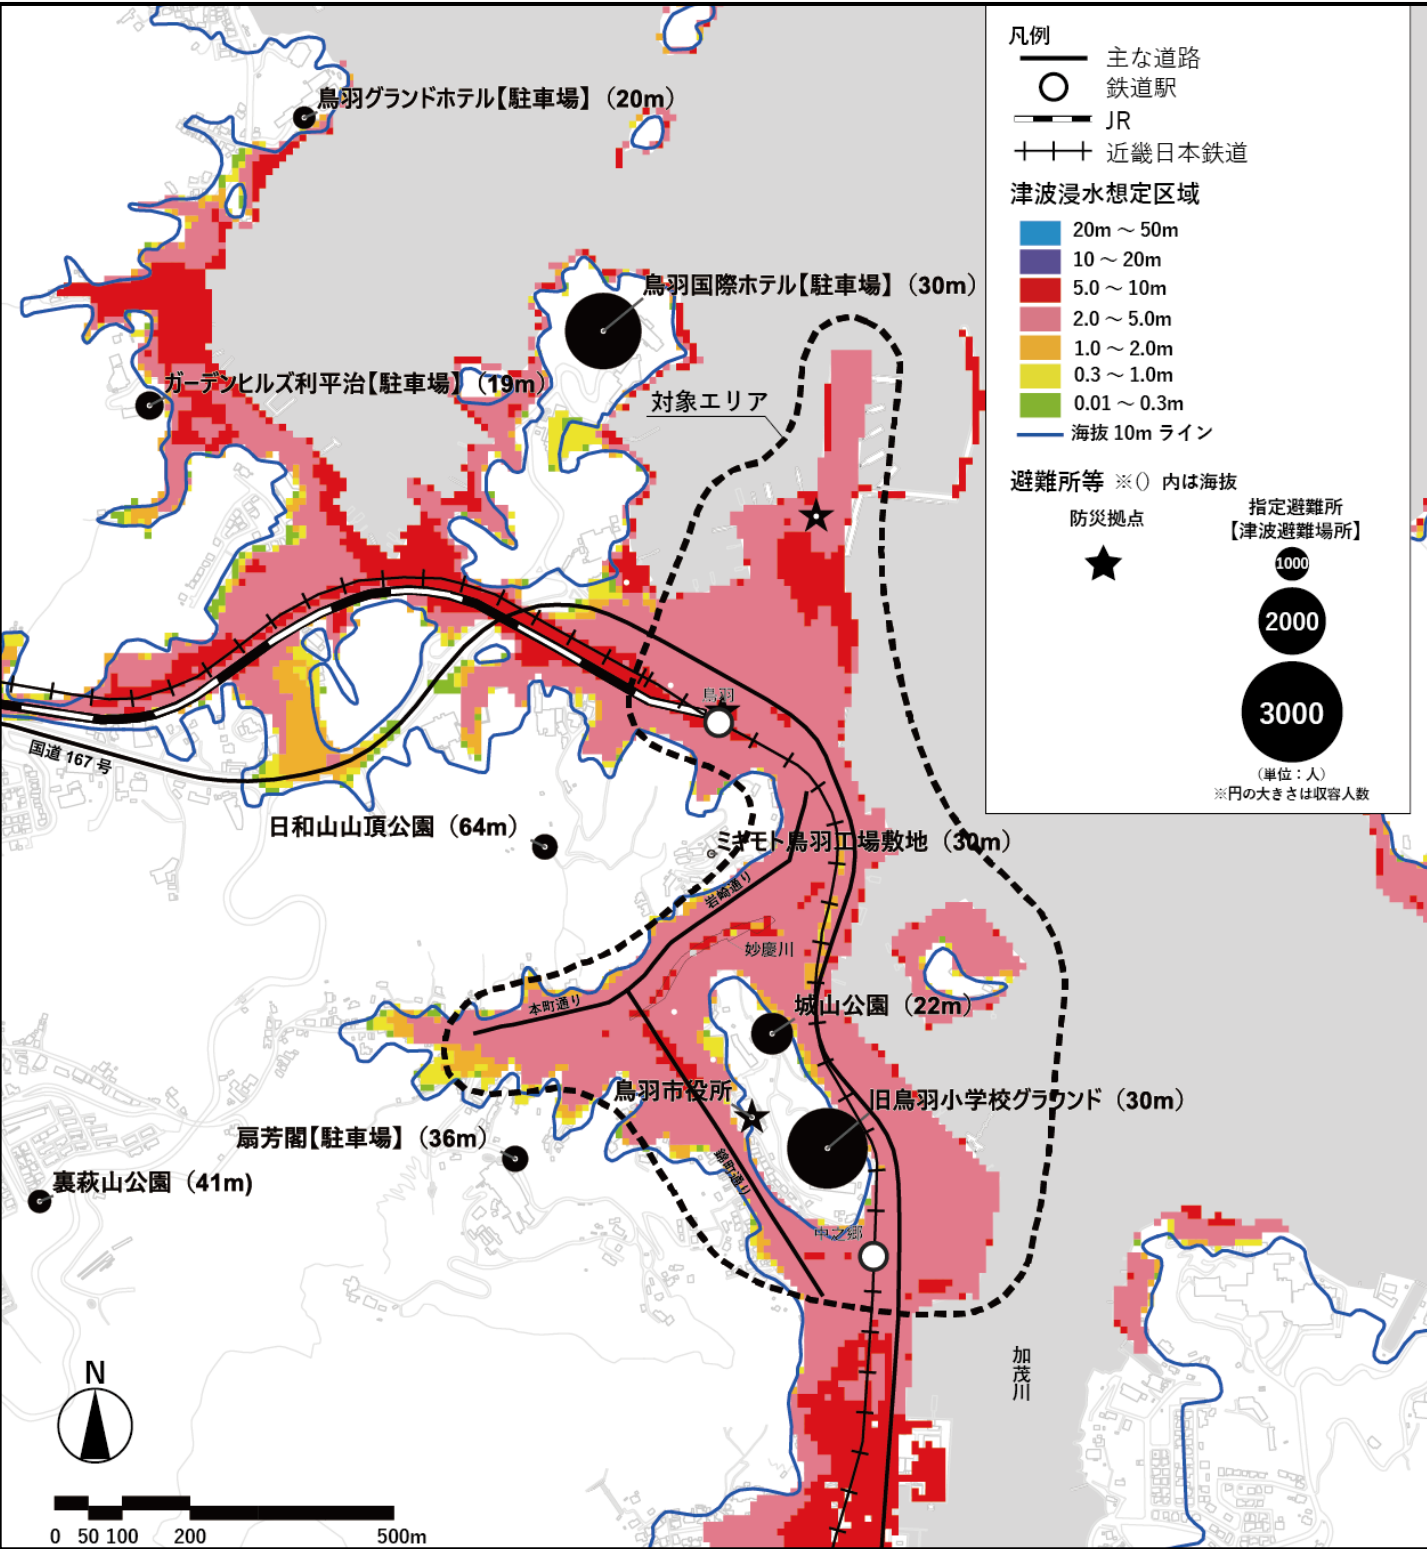 凡例
主な道路
鉄道駅
JR
近畿日本鉄道
津波浸水想定区域
20m ～ 50m
10 ～ 20m
5.0 ～ 10m
2.0 ～ 5.0m
1.0 ～ 2.0m
0.3 ～ 1.0m
0.01 ～ 0.3m
海抜 10m ライン
避難所等 ※() 内は海抜
防災拠点
指定避難所
【津波避難場所】
1000
2000
3000
（単位：人）
※円の大きさは収容人数
鳥羽グランドホテル【駐車場】（20m）
鳥羽国際ホテル【駐車場】（30m）
ガーデンヒルズ利平治【駐車場】（19m）
対象エリア
鳥羽
国道 167 号
日和山山頂公園（64m）
ミキモト鳥羽工場敷地（30m）
岩崎通り
妙慶川
本町通り
城山公園（22m）
鳥羽市役所
旧鳥羽小学校グラウンド（30m）
扇芳閣【駐車場】（36m）
錦町通り
裏萩山公園（41m）
中之郷
加茂川
N
0 50 100 200 500m